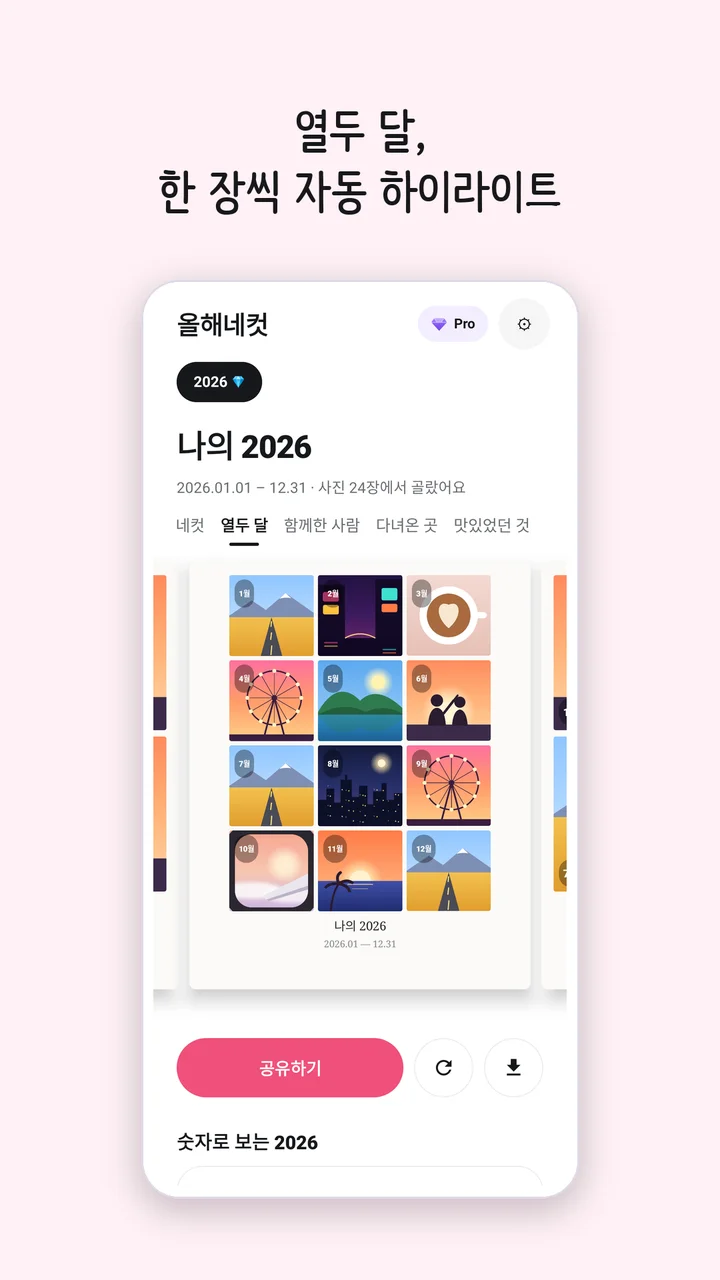 열두 달,
한 장씩 자동 하이라이트
올해네컷
Pro
2026
나의 2026
2026.01.01 – 12.31 · 사진 24장에서 골랐어요
네컷 열두 달 함께한 사람 다녀온 곳 맛있었던 것
1월 2월 3월
4월 5월 6월
7월 8월 9월
10월 11월 12월
나의 2026
2026.01 — 12.31
공유하기
숫자로 보는 2026